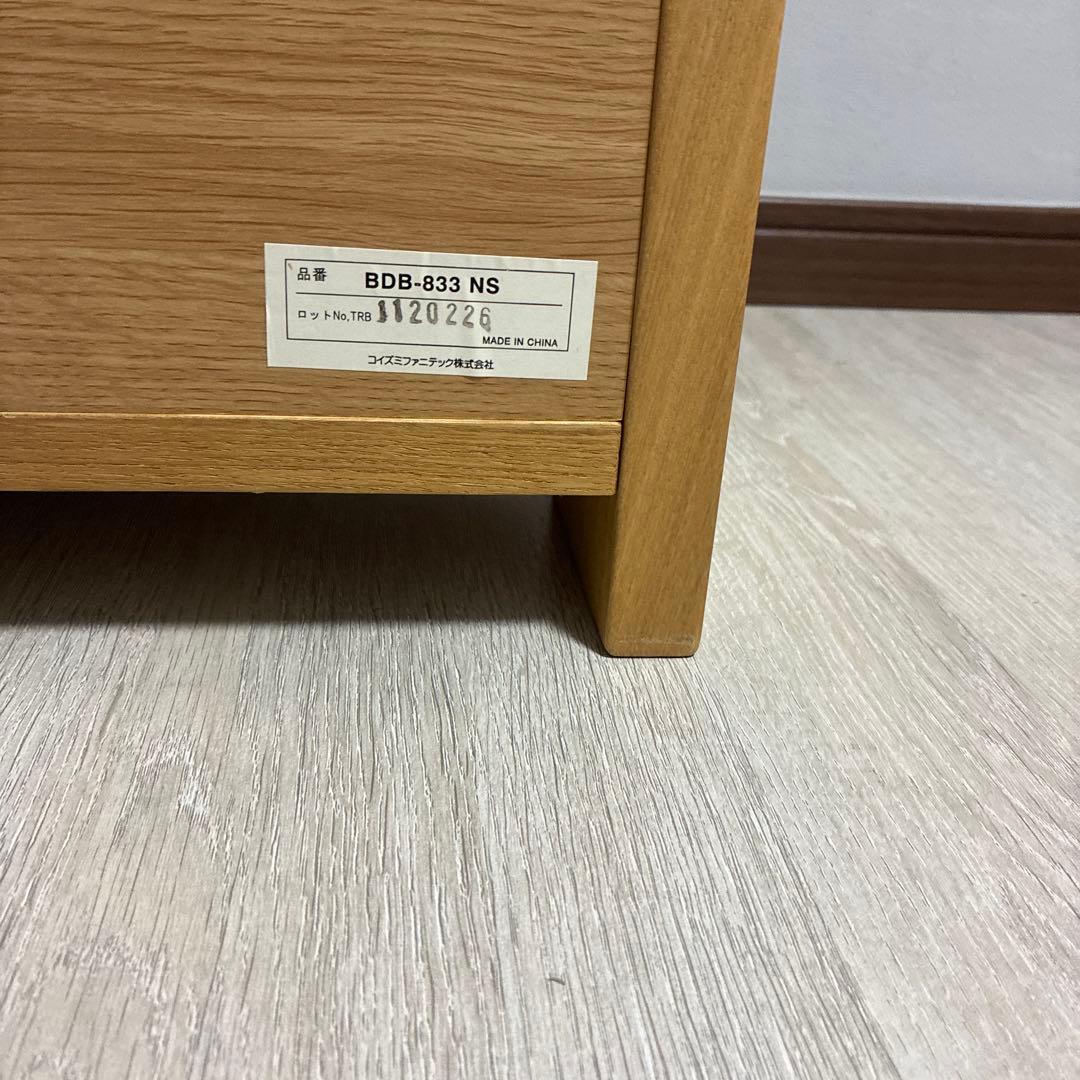 品番 BDB-833 NS
ロットNo,TRB 1120226
MADE IN CHINA
コイズミファニテック株式会社